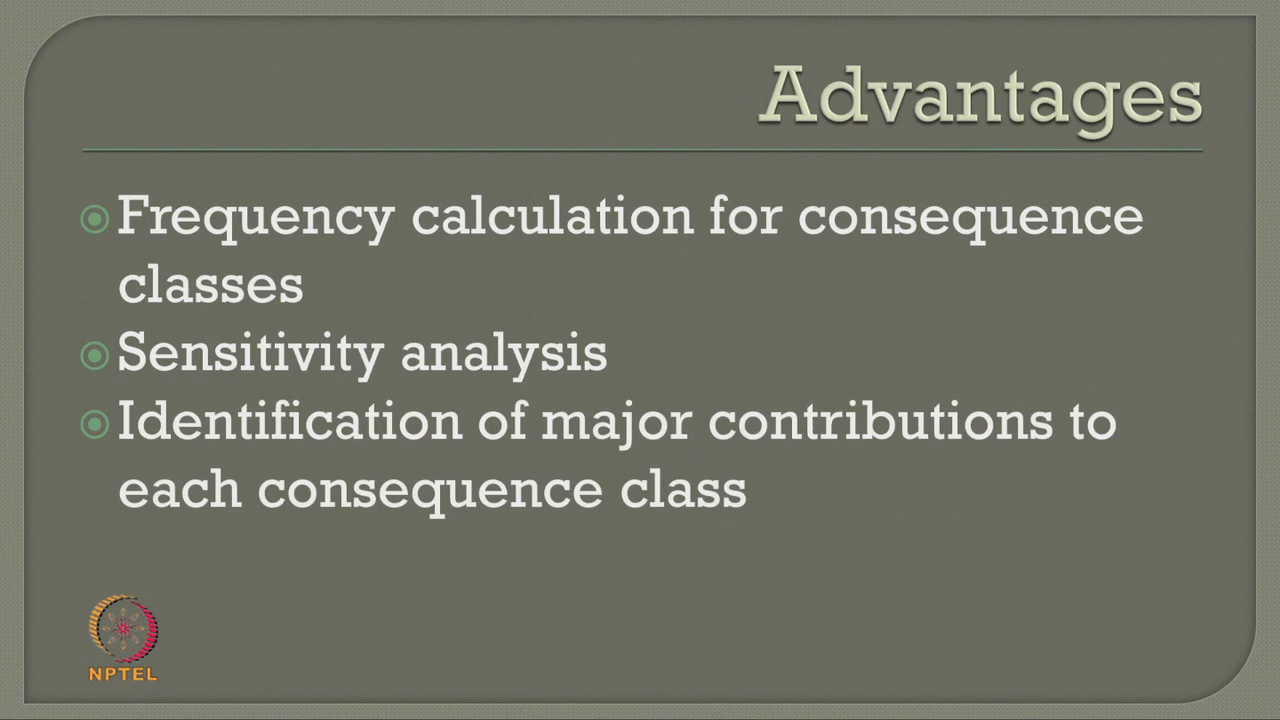 Advantages
Frequency calculation for consequence
classes
Sensitivity analysis
Identification of major contributions to
each consequence class
NPTEL